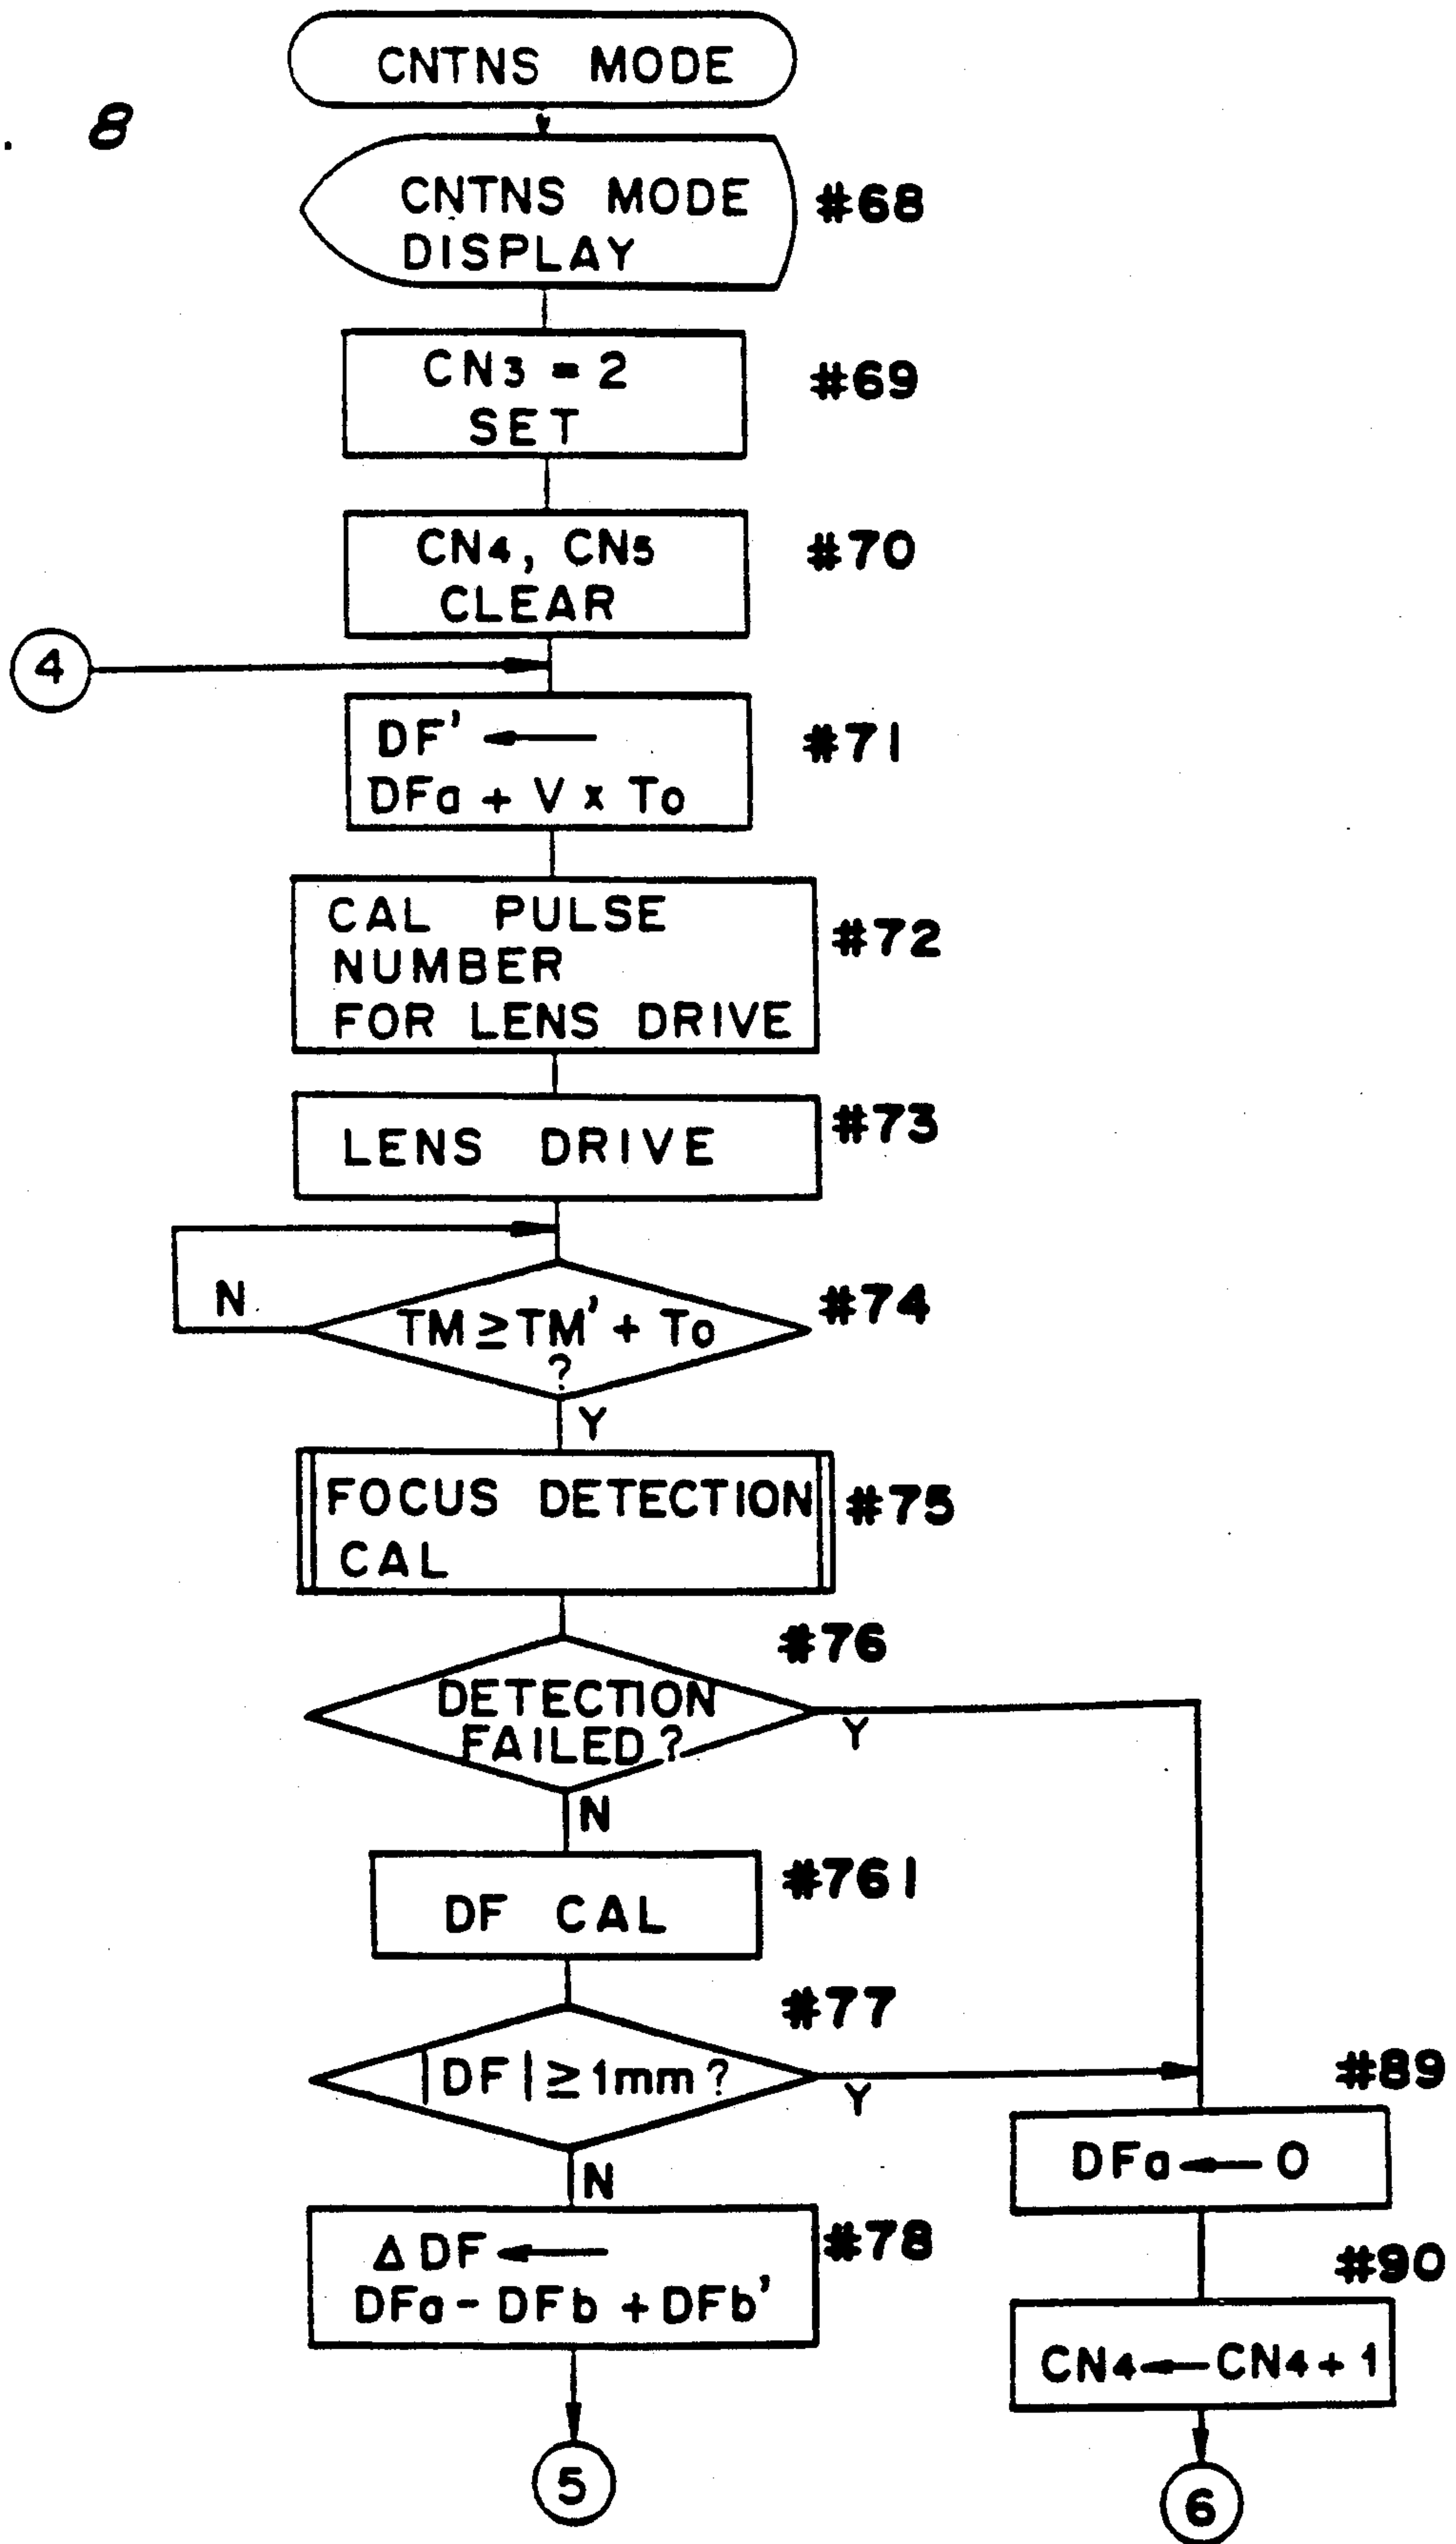 . 8
CNTNS MODE
CNTNS MODE
DISPLAY
#68
CN3 = 2
SET
#69
CN4, CN5
CLEAR
#70
4
DF' ←
DFa + V x To
#71
CAL PULSE
NUMBER
FOR LENS DRIVE
#72
LENS DRIVE
#73
N
TM ≥ TM' + To
?
#74
Y
FOCUS DETECTION
CAL
#75
#76
DETECTION
FAILED?
Y
N
DF CAL
#761
#77
|DF| ≥ 1mm?
Y
N
#89
DFa ← 0
Δ DF ←
DFa - DFb + DFb'
#78
#90
CN4 ← CN4 + 1
5
6